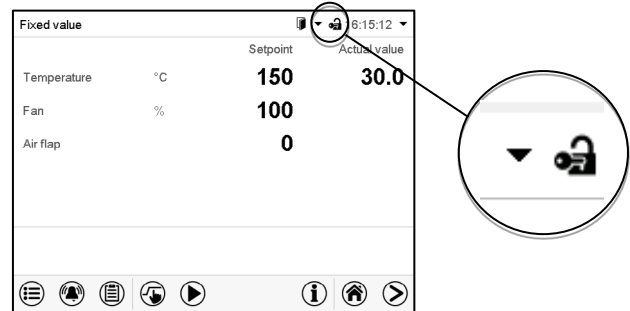 Fixed value 6:15:12
Setpoint Actual value
Temperature °C 150 30.0
Fan % 100
Air flap 0